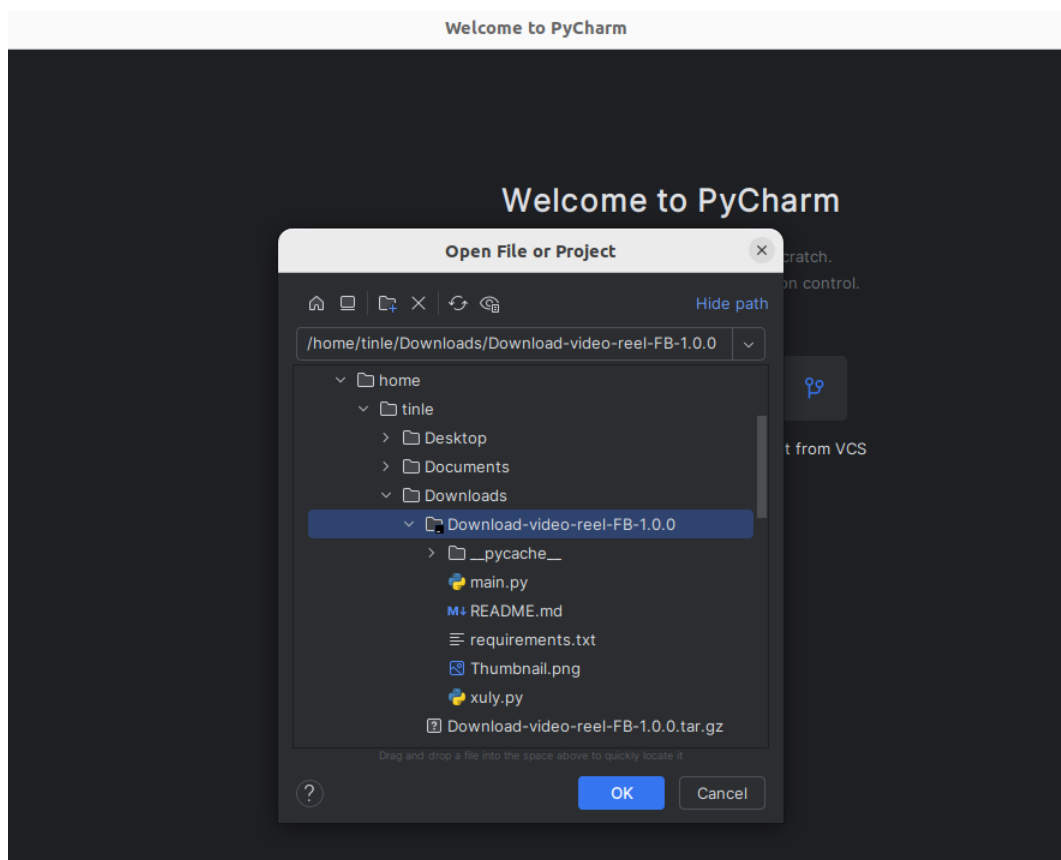 Welcome to PyCharm
Welcome to PyCharm
cratch.
on control.
t from VCS
Open File or Project
Hide path
/home/tinle/Downloads/Download-video-reel-FB-1.0.0
home
tinle
Desktop
Documents
Downloads
Download-video-reel-FB-1.0.0
__pycache__
main.py
M↓ README.md
requirements.txt
Thumbnail.png
xuly.py
Download-video-reel-FB-1.0.0.tar.gz
Drag and drop a file into the space above to quickly locate it
? OK Cancel